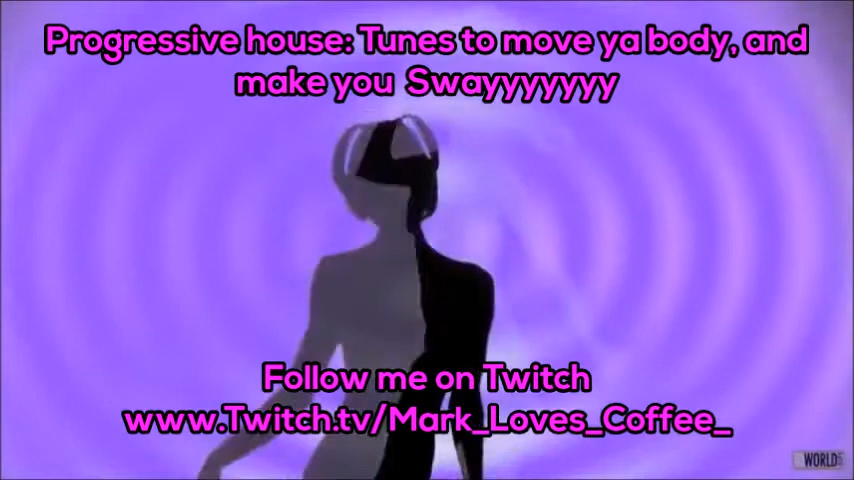 Progressive house: Tunes to move ya body, and
make you Swayyyyyyy
Follow me on Twitch
www.Twitch.tv/Mark_Loves_Coffee_
WORLD